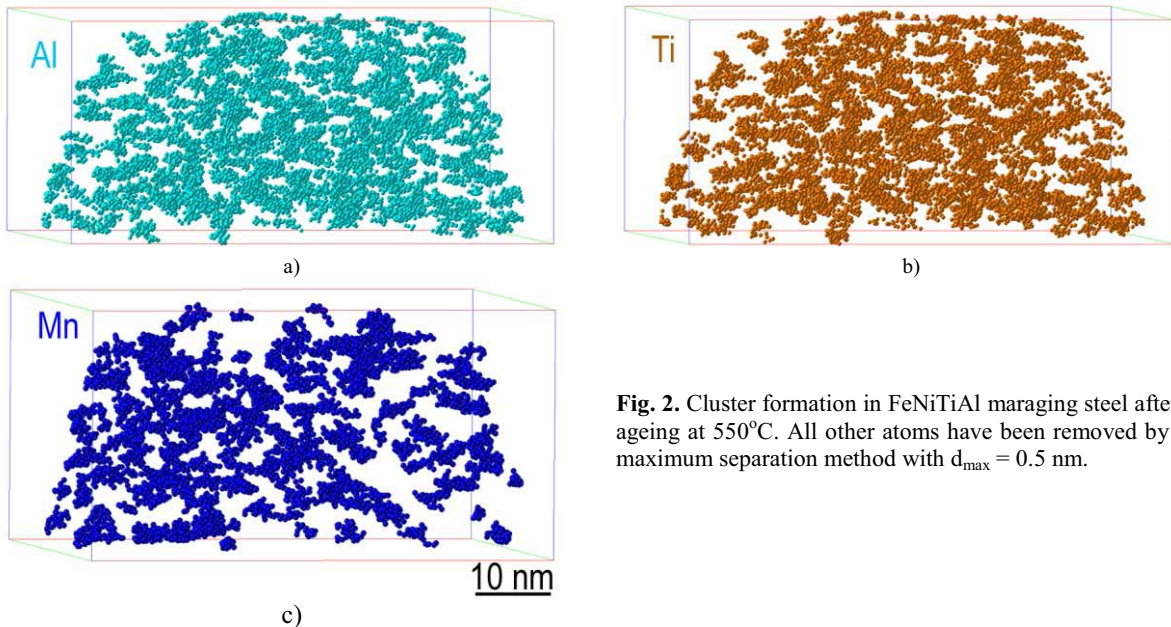 Al
Ti
a)
b)
Mn
10 nm
c)
Fig. 2. Cluster formation in FeNiTiAl maraging steel afte
ageing at 550°C. All other atoms have been removed by
maximum separation method with dmax = 0.5 nm.